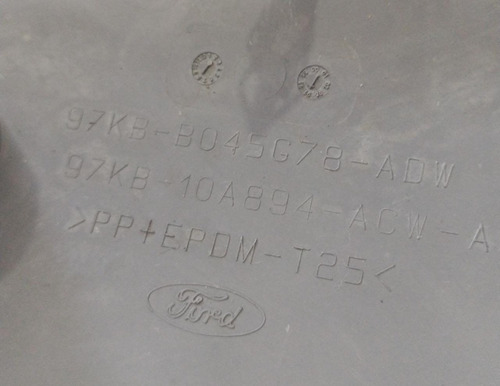 97KB-B045G78-ADW
97KB-10A894-ACW-A
>PP+EPDM-T25<
Ford